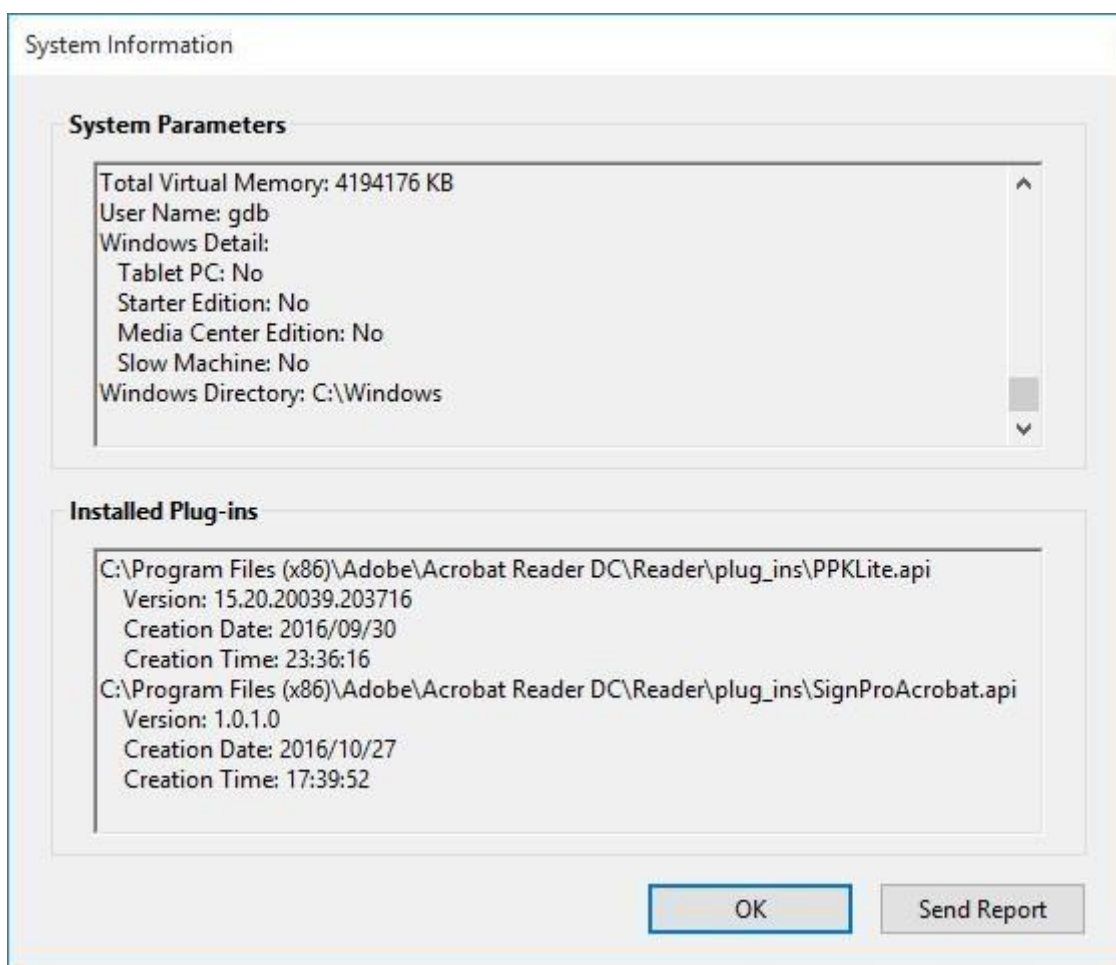 System Information
System Parameters
Total Virtual Memory: 4194176 KB
User Name: gdb
Windows Detail:
Tablet PC: No
Starter Edition: No
Media Center Edition: No
Slow Machine: No
Windows Directory: C:\Windows
Installed Plug-ins
C:\Program Files (x86)\Adobe\Acrobat Reader DC\Reader\plug_ins\PPKLite.api
Version: 15.20.20039.203716
Creation Date: 2016/09/30
Creation Time: 23:36:16
C:\Program Files (x86)\Adobe\Acrobat Reader DC\Reader\plug_ins\SignProAcrobat.api
Version: 1.0.1.0
Creation Date: 2016/10/27
Creation Time: 17:39:52
OK
Send Report